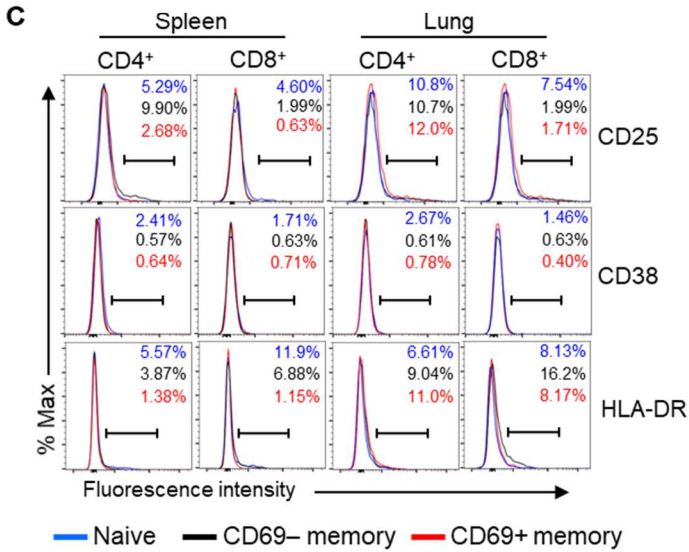 C
Spleen Lung
CD4+ CD8+ CD4+ CD8+
5.29% 4.60% 10.8% 7.54%
9.90% 1.99% 10.7% 1.99%
2.68% 0.63% 12.0% 1.71%
CD25
2.41% 1.71% 2.67% 1.46%
0.57% 0.63% 0.61% 0.63%
0.64% 0.71% 0.78% 0.40%
CD38
5.57% 11.9% 6.61% 8.13%
3.87% 6.88% 9.04% 16.2%
1.38% 1.15% 11.0% 8.17%
HLA-DR
% Max
Fluorescence intensity
Naive CD69– memory CD69+ memory